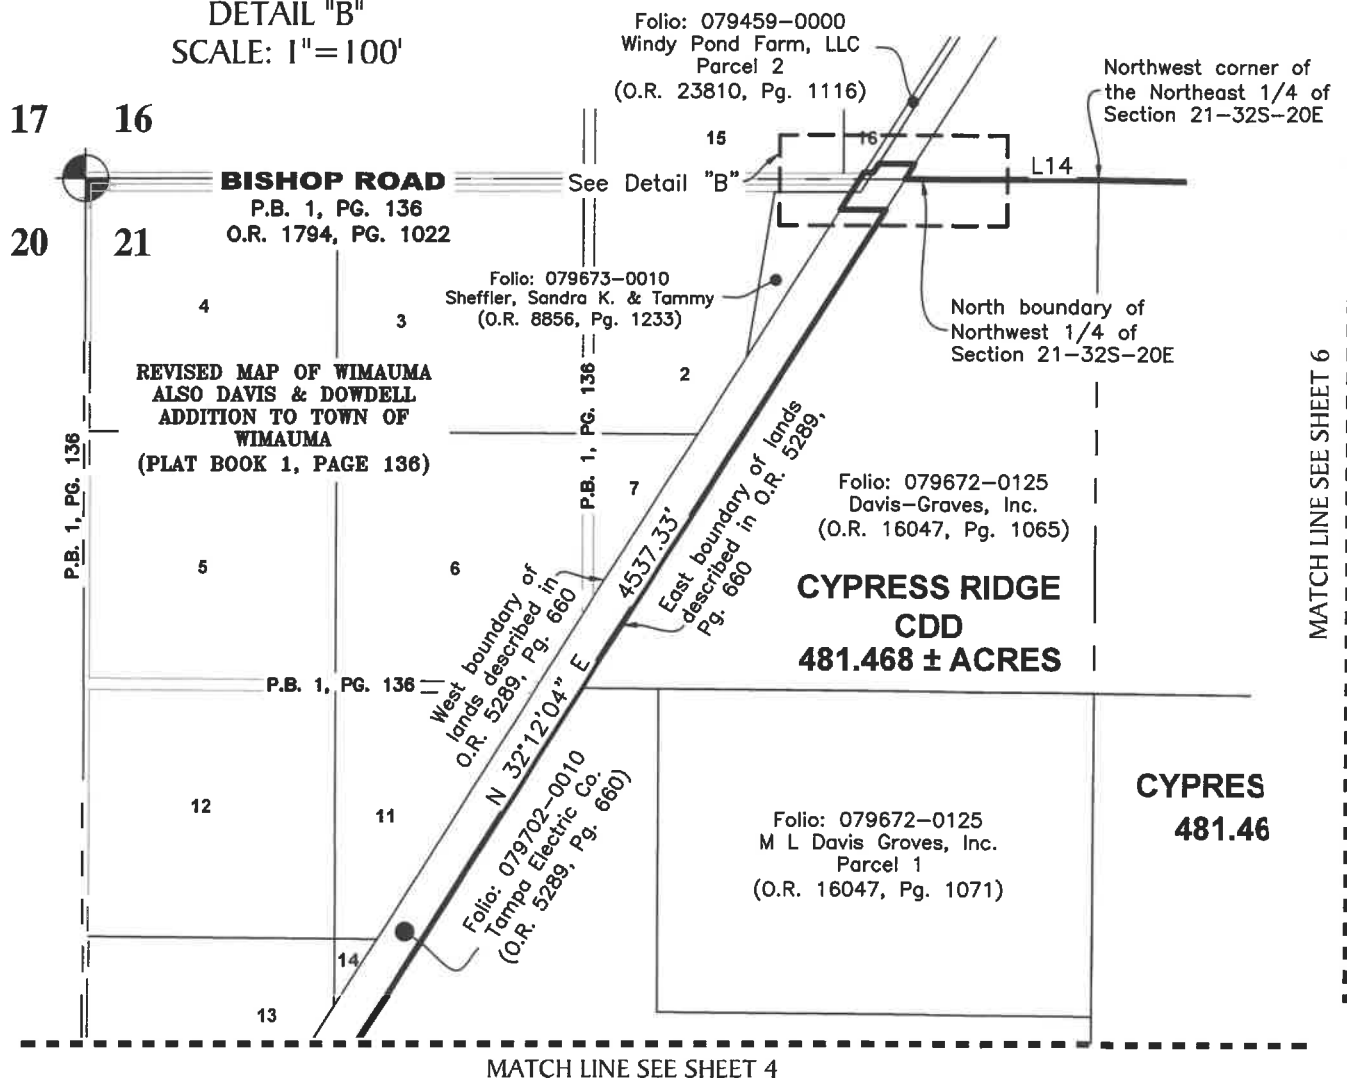 DETAIL "B"
SCALE: 1"=100'
Folio: 079459-0000
Windy Pond Farm, LLC
Parcel 2
(O.R. 23810, Pg. 1116)
Northwest corner of
the Northeast 1/4 of
Section 21-32S-20E
17 16
15
16
BISHOP ROAD
P.B. 1, PG. 136
O.R. 1794, PG. 1022
See Detail "B"
L14
20 21
Folio: 079673-0010
Sheffler, Sandra K. & Tammy
(O.R. 8856, Pg. 1233)
North boundary of
Northwest 1/4 of
Section 21-32S-20E
4
3
2
REVISED MAP OF WIMAUMA
ALSO DAVIS & DOWDELL
ADDITION TO TOWN OF
WIMAUMA
(PLAT BOOK 1, PAGE 136)
P.B. 1, PG. 136
P.B. 1, PG. 136
7
East boundary of lands
described in O.R. 5289,
Pg. 660
Folio: 079672-0125
Davis-Graves, Inc.
(O.R. 16047, Pg. 1065)
MATCH LINE SEE SHEET 6
5
6
West boundary of
lands described in
O.R. 5289, Pg. 660
N 32°12'04" E 4537.33'
CYPRESS RIDGE
CDD
481.468 ± ACRES
P.B. 1, PG. 136
12
11
Folio: 079702-0010
Tampa Electric Co.
(O.R. 5289, Pg. 660)
Folio: 079672-0125
M L Davis Groves, Inc.
Parcel 1
(O.R. 16047, Pg. 1071)
CYPRES
481.46
14
13
MATCH LINE SEE SHEET 4